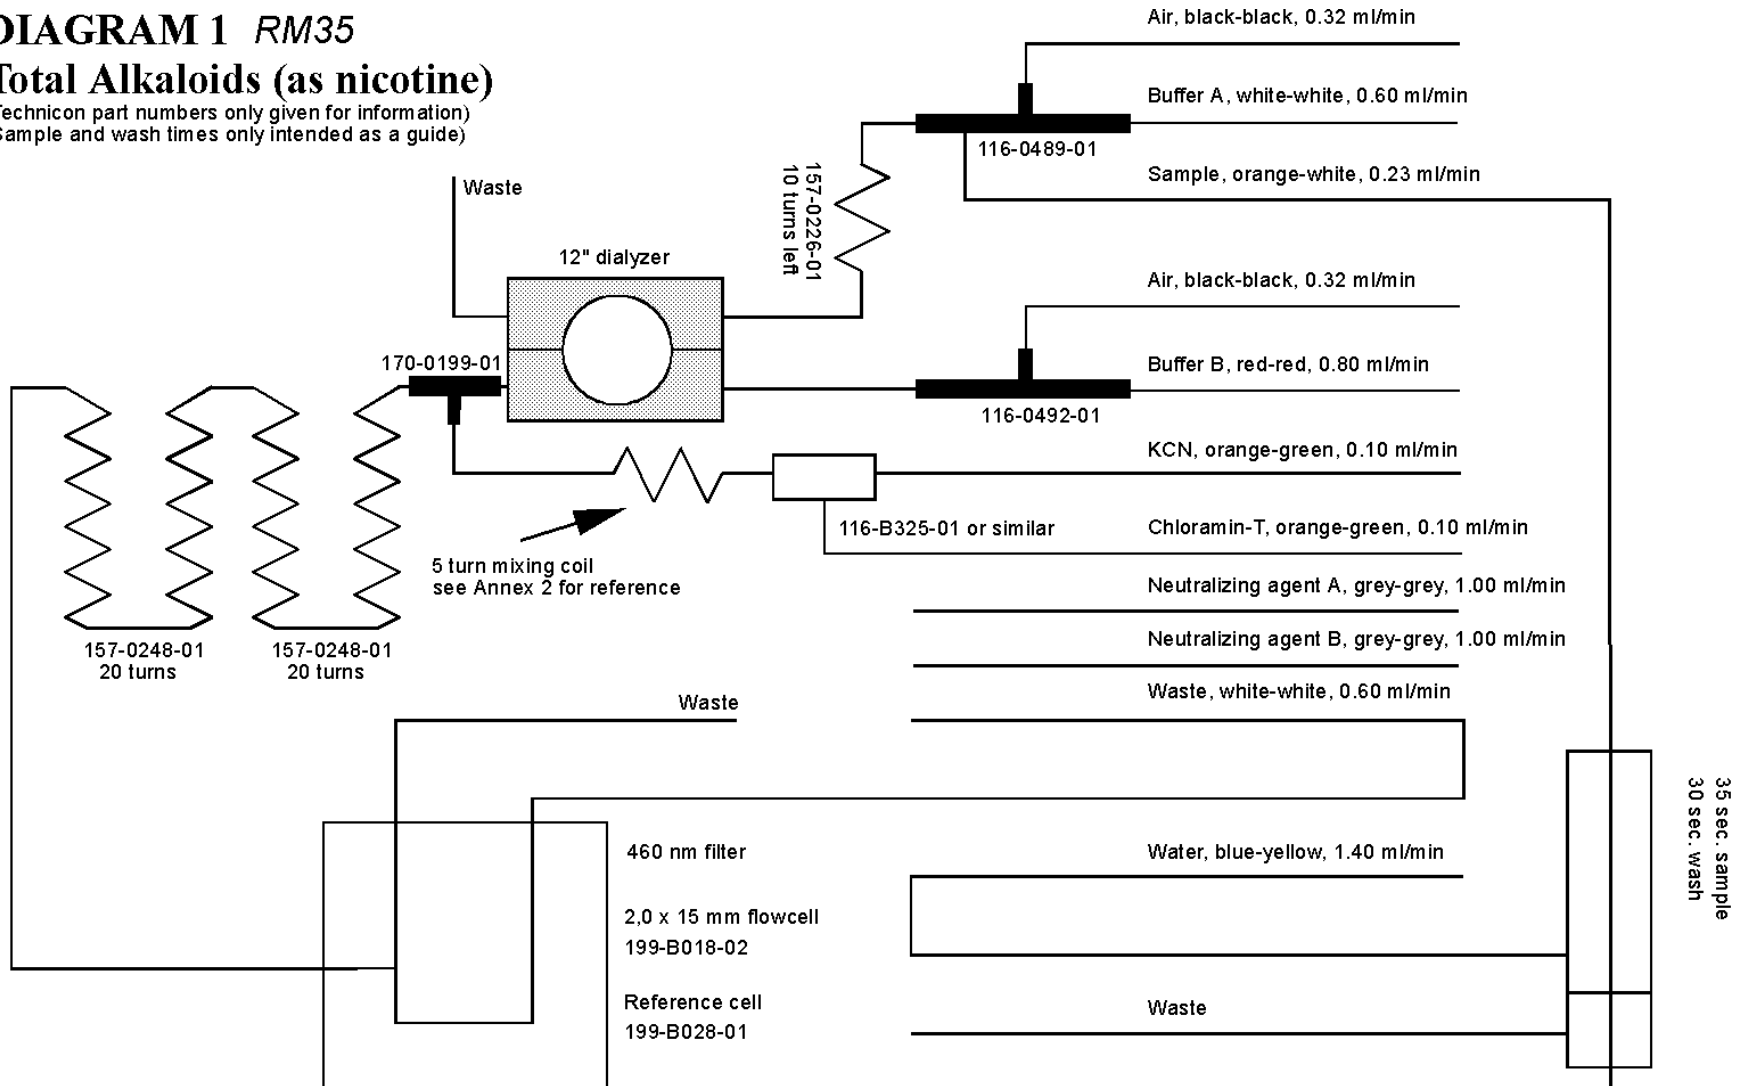 DIAGRAM 1 RM35
Total Alkaloids (as nicotine)
Technicon part numbers only given for information)
Sample and wash times only intended as a guide)
Air, black-black, 0.32 ml/min
Buffer A, white-white, 0.60 ml/min
116-0489-01
Sample, orange-white, 0.23 ml/min
157-0226-01
10 turns left
Waste
12" dialyzer
Air, black-black, 0.32 ml/min
170-0199-01
Buffer B, red-red, 0.80 ml/min
116-0492-01
KCN, orange-green, 0.10 ml/min
116-B325-01 or similar
Chloramin-T, orange-green, 0.10 ml/min
5 turn mixing coil
see Annex 2 for reference
Neutralizing agent A, grey-grey, 1.00 ml/min
Neutralizing agent B, grey-grey, 1.00 ml/min
157-0248-01
20 turns
157-0248-01
20 turns
Waste, white-white, 0.60 ml/min
Waste
35 sec. sample
30 sec. wash
460 nm filter
Water, blue-yellow, 1.40 ml/min
2,0 x 15 mm flowcell
199-B018-02
Reference cell
199-B028-01
Waste